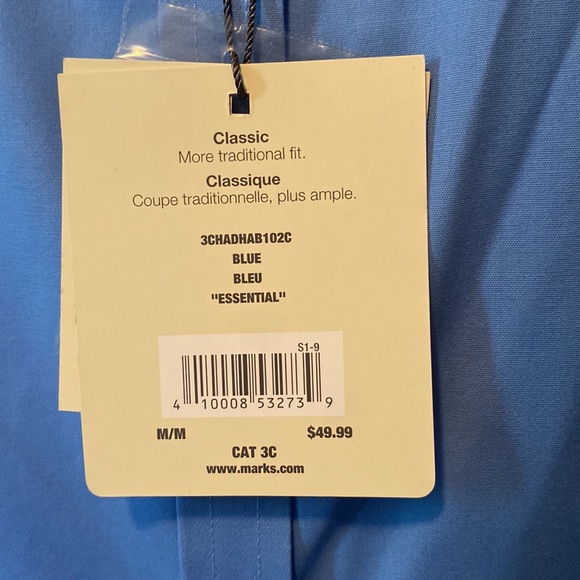 Classic
More traditional fit.
Classique
Coupe traditionnelle, plus ample.
3CHADHAB102C
BLUE
BLEU
"ESSENTIAL"
S1-9
4 10008 53273 9
M/M $49.99
CAT 3C
www.marks.com